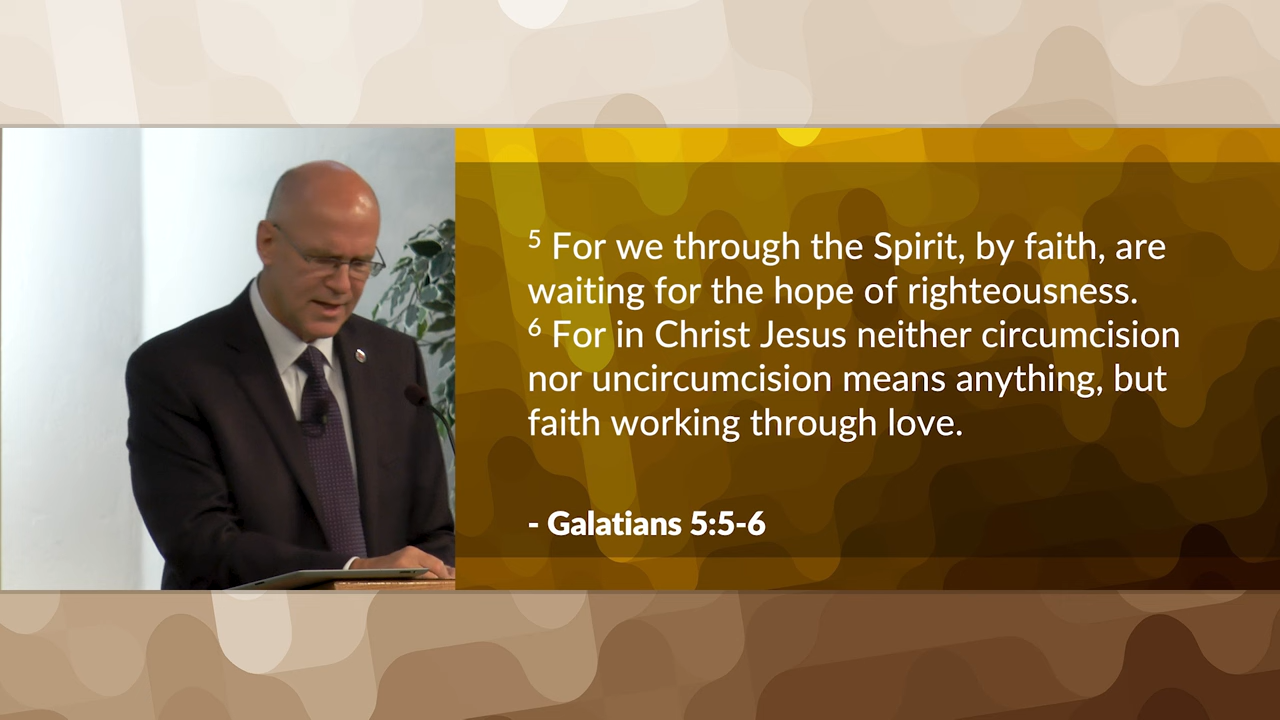 ⁵ For we through the Spirit, by faith, are
waiting for the hope of righteousness.
⁶ For in Christ Jesus neither circumcision
nor uncircumcision means anything, but
faith working through love.
- Galatians 5:5-6